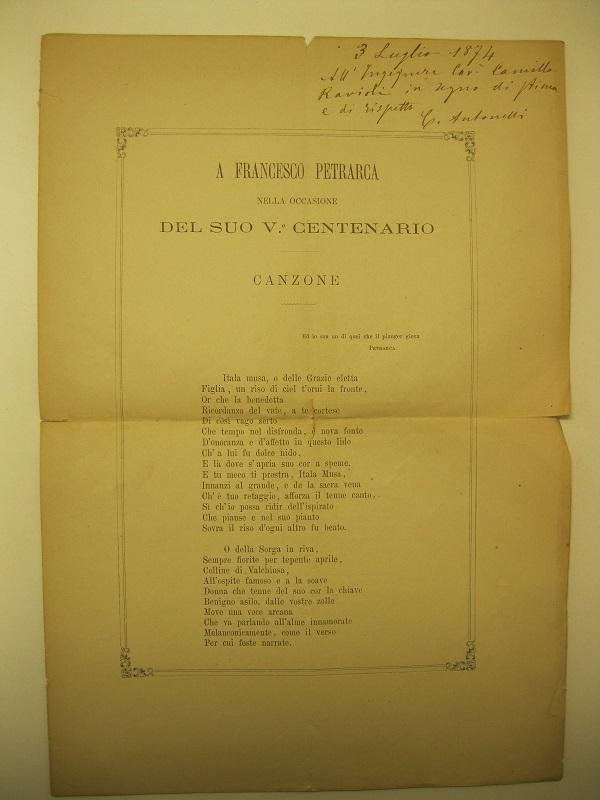 3 Luglio 1874
All' Ingegnere Cav. Camillo
Ravioli in segno di stima
e di rispetto
C. Antonelli
A FRANCESCO PETRARCA
NELLA OCCASIONE
DEL SUO V.º CENTENARIO
CANZONE
Ed io son un di quei che il pianger giova
PETRARCA
Itala musa, o delle Grazie eletta
Figlia, un riso di ciel t'orni la fronte,
Or che la benedetta
Ricordanza del vate, a te cortese
Di così vago serto
Che tempo nel disfronda, è nova fonte
D'onoranza e d'affetto in questo lido
Ch'a lui fu dolce nido,
E là dove s'apria suo cor a speme.
E tu meco ti prostra, Itala Musa,
Innanzi al grande, e de la sacra vena
Ch'è tuo retaggio, afforza il tenue canto,
Sì ch'io possa ridir dell'ispirato
Che pianse e nel suo pianto
Sovra il riso d'ogni altro fu beato.
O della Sorga in riva,
Sempre fiorite per tepente aprile,
Colline di Valchiusa,
All'ospite famoso e a la soave
Donna che tenne del suo cor la chiave
Benigno asilo, dalle vostre zolle
Move una voce arcana
Che va parlando all'alme innamorate
Melanconicamente, come il verso
Per cui foste narrate.